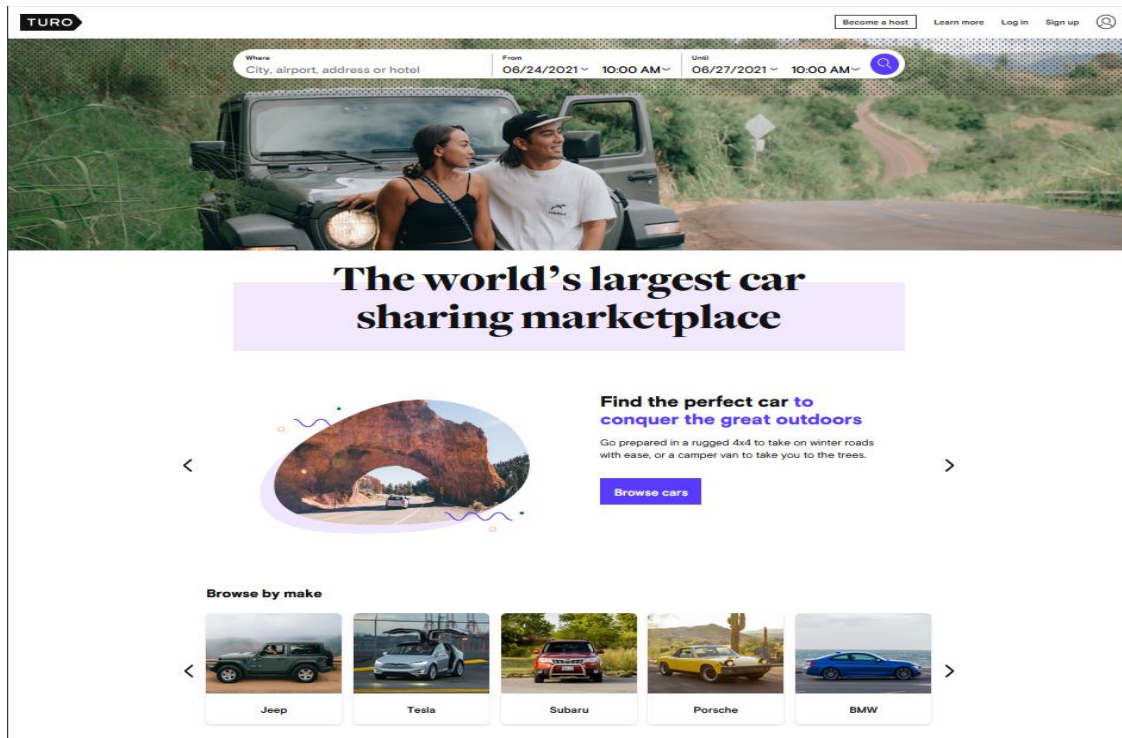 TURO
Become a host Learn more Log in Sign up
Where From Until
City, airport, address or hotel 06/24/2021 10:00 AM 06/27/2021 10:00 AM
The world's largest car
sharing marketplace
Find the perfect car to
conquer the great outdoors
Go prepared in a rugged 4x4 to take on winter roads
with ease, or a camper van to take you to the trees.
Browse cars
Browse by make
Jeep Tesla Subaru Porsche BMW